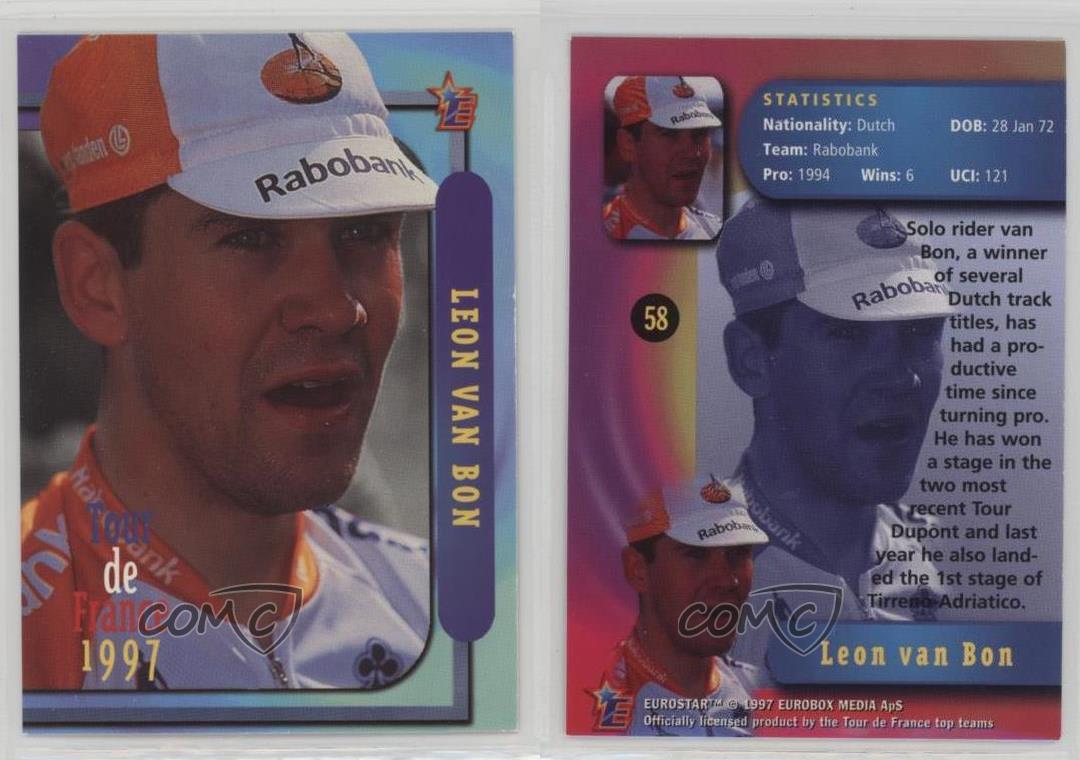 Rabobank
LEON VAN BON
Rabobank
Tour
de
France
1997
COMC
STATISTICS
Nationality: Dutch DOB: 28 Jan 72
Team: Rabobank
Pro: 1994 Wins: 6 UCI: 121
Rabobank
58
Rabobank
Solo rider van
Bon, a winner
of several
Dutch track
titles, has
had a pro-
ductive
time since
turning pro.
He has won
a stage in the
two most
recent Tour
Dupont and last
year he also land-
ed the 1st stage of
Tirreno-Adriatico.
Rabobank
COMC
Leon van Bon
EUROSTAR™ © 1997 EUROBOX MEDIA ApS
Officially licensed product by the Tour de France top teams